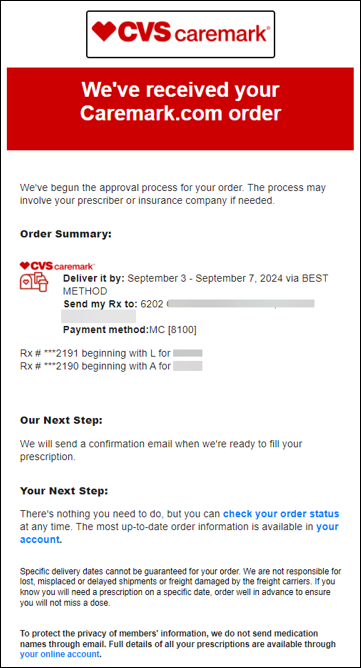 CVS caremark®
We've received your
Caremark.com order
We've begun the approval process for your order. The process may
involve your prescriber or insurance company if needed.
Order Summary:
CVS caremark
Deliver it by: September 3 - September 7, 2024 via BEST
METHOD
Send my Rx to: 6202
Payment method:MC [8100]
Rx # ***2191 beginning with L for
Rx # ***2190 beginning with A for
Our Next Step:
We will send a confirmation email when we're ready to fill your
prescription.
Your Next Step:
There's nothing you need to do, but you can check your order status
at any time. The most up-to-date order information is available in your
account.
Specific delivery dates cannot be guaranteed for your order. We are not responsible for
lost, misplaced or delayed shipments or freight damaged by the freight carriers. If you
know you will need a prescription on a specific date, order well in advance to ensure
you will not miss a dose.
To protect the privacy of members' information, we do not send medication
names through email. Full details of all your prescriptions are available through
your online account.